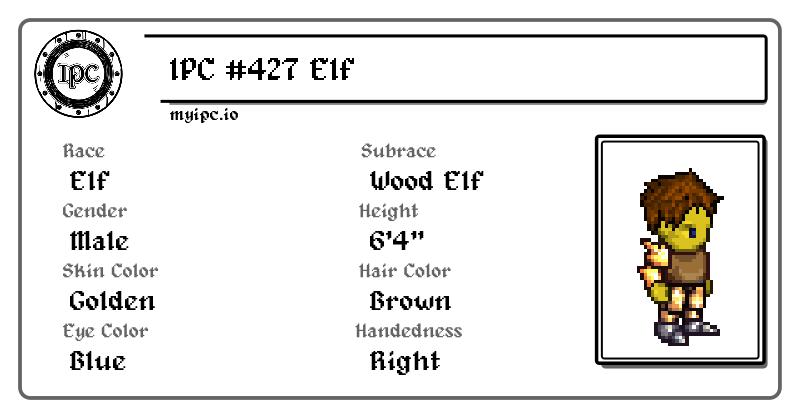 IPC
IPC #427 Elf
myipc.io
Race
Elf
Subrace
Wood Elf
Gender
Male
Height
6'4"
Skin Color
Golden
Hair Color
Brown
Eye Color
Blue
Handedness
Right